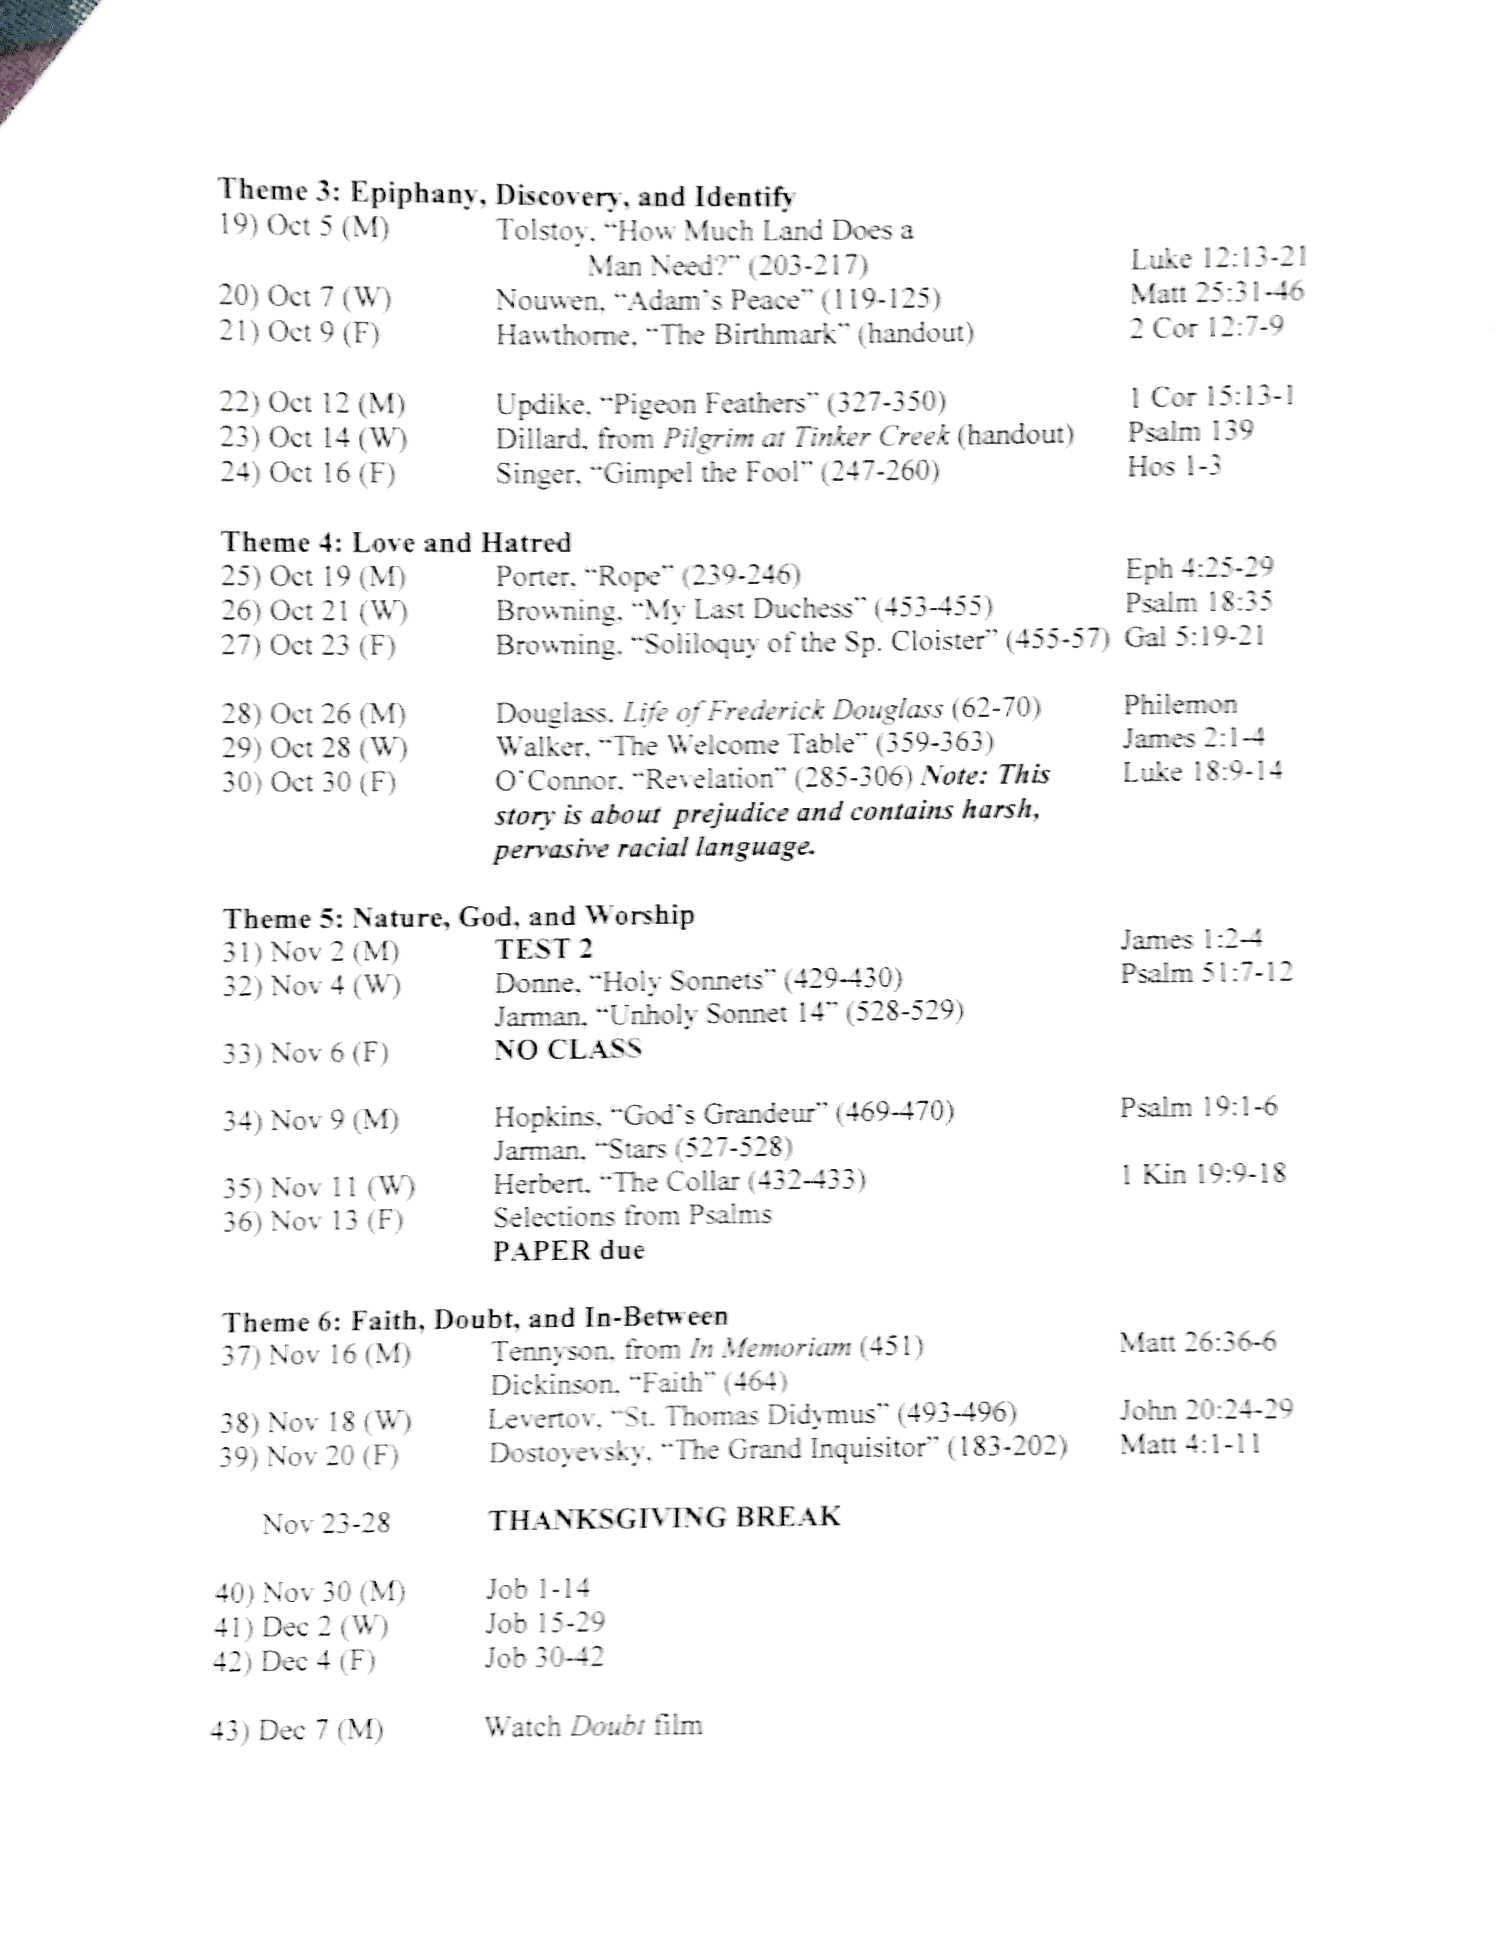 Theme 3: Epiphany, Discovery, and Identify
19) Oct 5 (M) Tolstoy, “How Much Land Does a
Man Need?” (203-217) Luke 12:13-21
20) Oct 7 (W) Nouwen, “Adam’s Peace” (119-125) Matt 25:31-46
21) Oct 9 (F) Hawthorne, “The Birthmark” (handout) 2 Cor 12:7-9
22) Oct 12 (M) Updike, “Pigeon Feathers” (327-350) 1 Cor 15:13-1
23) Oct 14 (W) Dillard, from Pilgrim at Tinker Creek (handout) Psalm 139
24) Oct 16 (F) Singer, “Gimpel the Fool” (247-260) Hos 1-3
Theme 4: Love and Hatred
25) Oct 19 (M) Porter, “Rope” (239-246) Eph 4:25-29
26) Oct 21 (W) Browning, “My Last Duchess” (453-455) Psalm 18:35
27) Oct 23 (F) Browning, “Soliloquy of the Sp. Cloister” (455-57) Gal 5:19-21
28) Oct 26 (M) Douglass, Life of Frederick Douglass (62-70) Philemon
29) Oct 28 (W) Walker, “The Welcome Table” (359-363) James 2:1-4
30) Oct 30 (F) O’Connor, “Revelation” (285-306) Note: This Luke 18:9-14
story is about prejudice and contains harsh,
pervasive racial language.
Theme 5: Nature, God, and Worship
31) Nov 2 (M) TEST 2 James 1:2-4
32) Nov 4 (W) Donne, “Holy Sonnets” (429-430) Psalm 51:7-12
Jarman, “Unholy Sonnet 14” (528-529)
33) Nov 6 (F) NO CLASS
34) Nov 9 (M) Hopkins, “God’s Grandeur” (469-470) Psalm 19:1-6
Jarman, “Stars (527-528)
35) Nov 11 (W) Herbert, “The Collar (432-433) 1 Kin 19:9-18
36) Nov 13 (F) Selections from Psalms
PAPER due
Theme 6: Faith, Doubt, and In-Between
37) Nov 16 (M) Tennyson, from In Memoriam (451) Matt 26:36-6
Dickinson, “Faith” (464)
38) Nov 18 (W) Levertov, “St. Thomas Didymus” (493-496) John 20:24-29
39) Nov 20 (F) Dostoyevsky, “The Grand Inquisitor” (183-202) Matt 4:1-11
Nov 23-28 THANKSGIVING BREAK
40) Nov 30 (M) Job 1-14
41) Dec 2 (W) Job 15-29
42) Dec 4 (F) Job 30-42
43) Dec 7 (M) Watch Doubt film